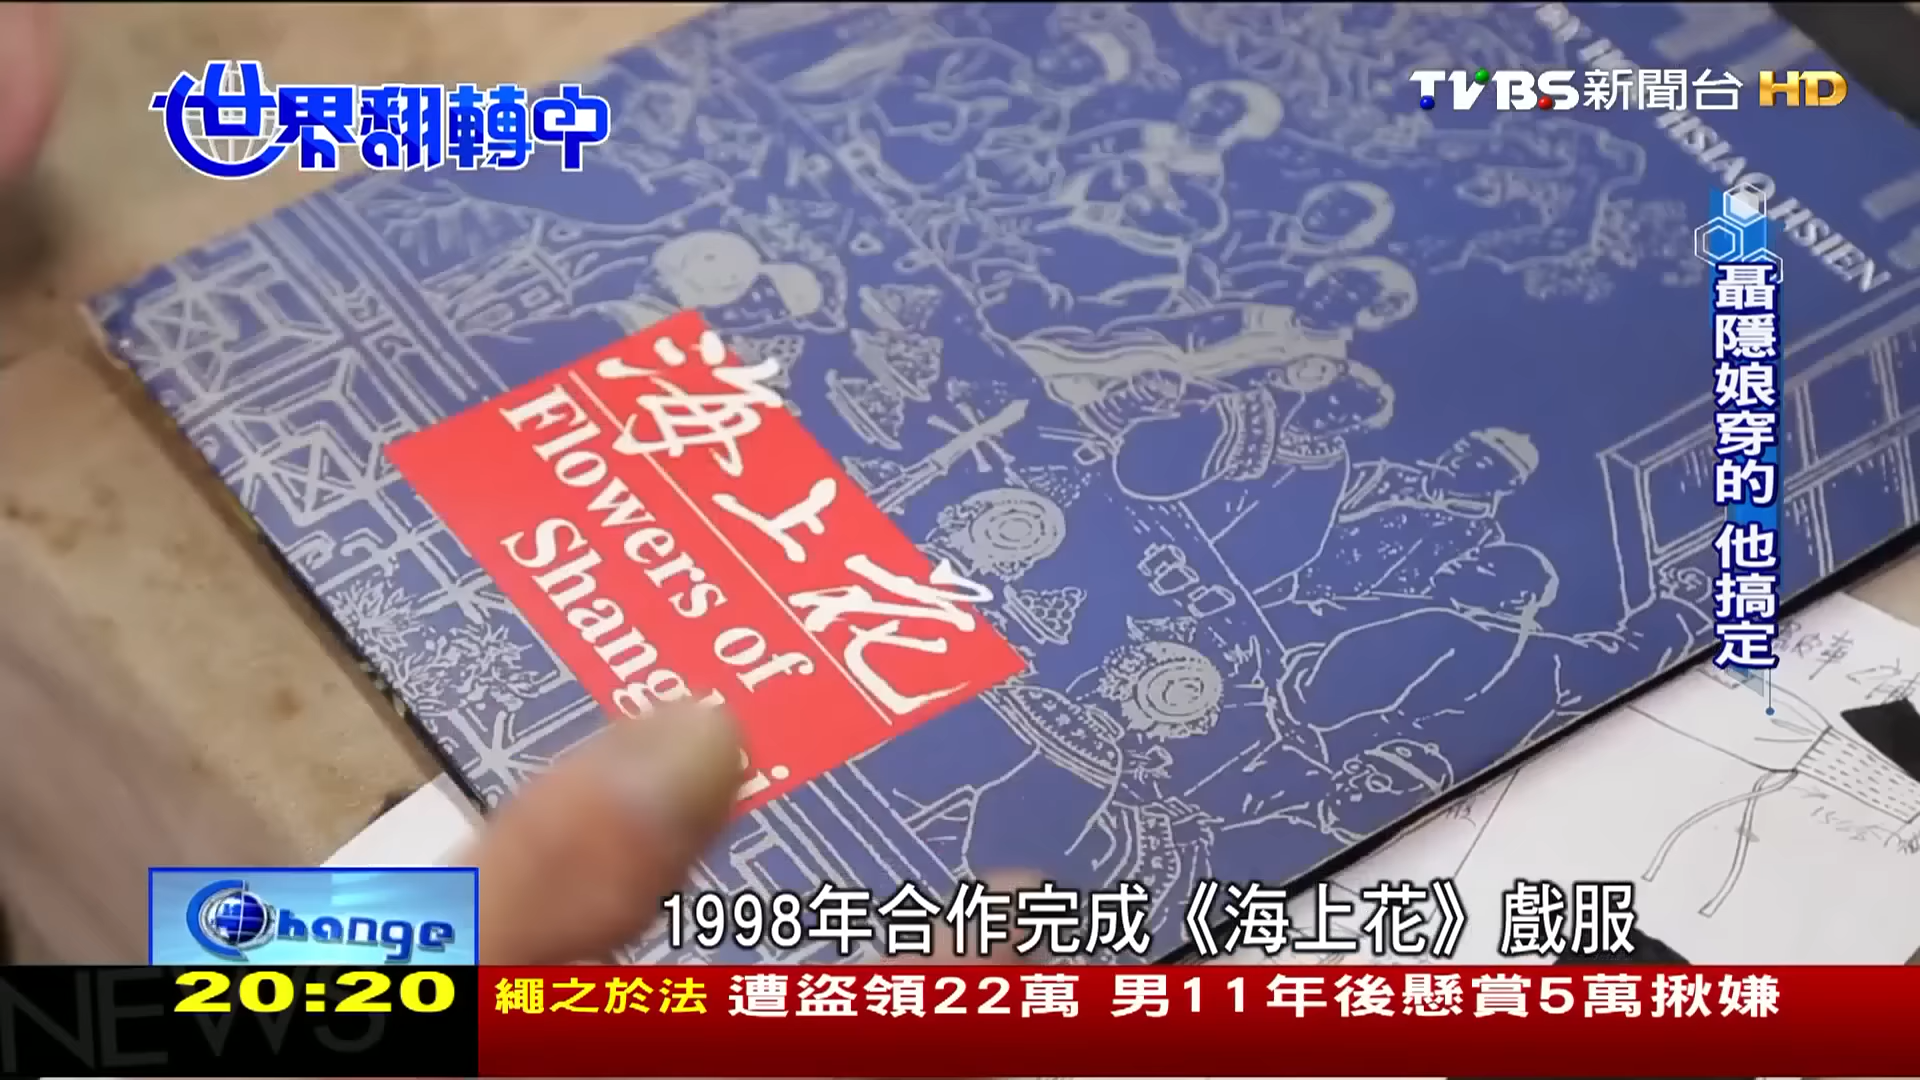 世界翻轉中
TVBS新聞台 HD
HSIAO HSIEN
聶隱娘穿的 他搞定
海上花
Flowers of
Change
1998年合作完成《海上花》戲服
20:20
繩之於法 遭盜領22萬 男11年後懸賞5萬揪嫌
NEWS